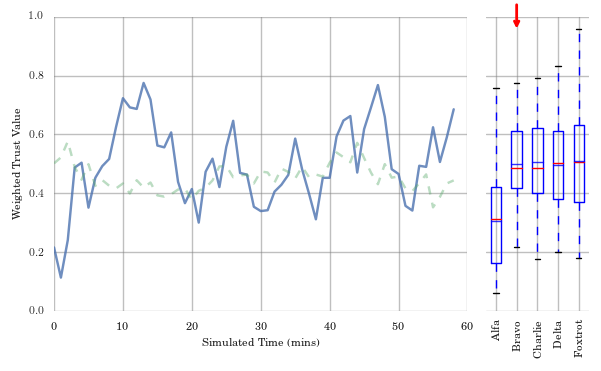 1.0
0.8
0.6
0.4
0.2
0.0
Weighted Trust Value
0 10 20 30 40 50 60
Simulated Time (mins)
Alfa
Bravo
Charlie
Delta
Foxtrot